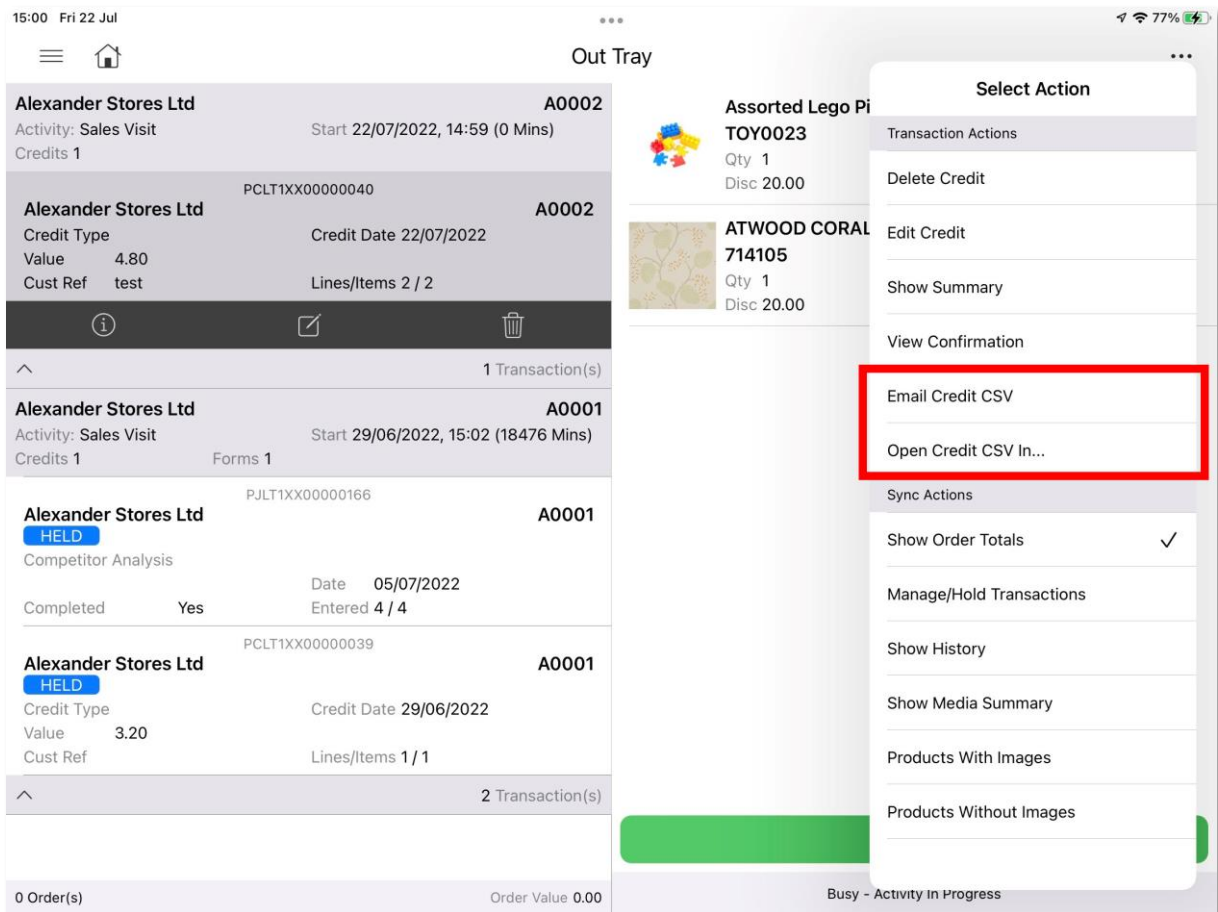 15:00 Fri 22 Jul
77%
Out Tray
Alexander Stores Ltd A0002
Activity: Sales Visit Start 22/07/2022, 14:59 (0 Mins)
Credits 1
PCLT1XX00000040
Alexander Stores Ltd A0002
Credit Type Credit Date 22/07/2022
Value 4.80
Cust Ref test Lines/Items 2 / 2
1 Transaction(s)
Alexander Stores Ltd A0001
Activity: Sales Visit Start 29/06/2022, 15:02 (18476 Mins)
Credits 1 Forms 1
PJLT1XX00000166
Alexander Stores Ltd A0001
HELD
Competitor Analysis
Date 05/07/2022
Completed Yes Entered 4 / 4
PCLT1XX00000039
Alexander Stores Ltd A0001
HELD
Credit Type Credit Date 29/06/2022
Value 3.20
Cust Ref Lines/Items 1 / 1
2 Transaction(s)
0 Order(s) Order Value 0.00
Assorted Lego Pi
TOY0023
Qty 1
Disc 20.00
ATWOOD CORAL
714105
Qty 1
Disc 20.00
Busy - Activity In Progress
Select Action
Transaction Actions
Delete Credit
Edit Credit
Show Summary
View Confirmation
Email Credit CSV
Open Credit CSV In...
Sync Actions
Show Order Totals
Manage/Hold Transactions
Show History
Show Media Summary
Products With Images
Products Without Images